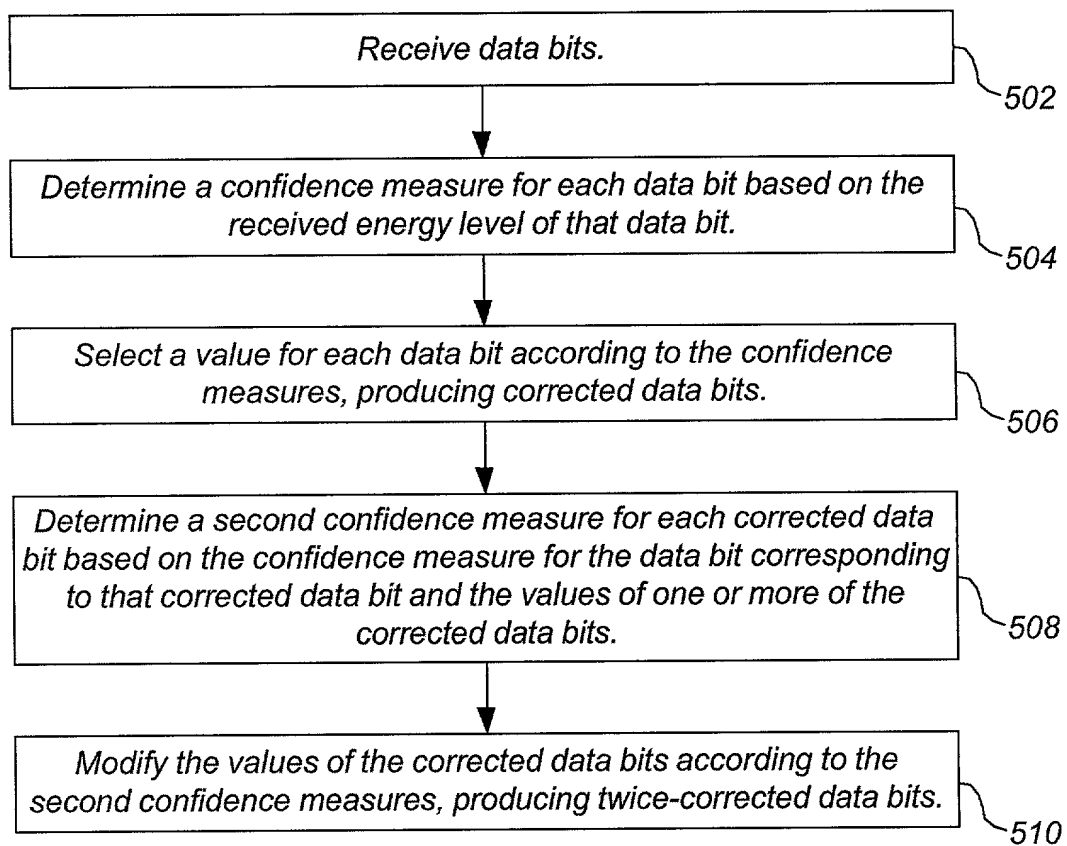 Receive data bits.
502
Determine a confidence measure for each data bit based on the
received energy level of that data bit.
504
Select a value for each data bit according to the confidence
measures, producing corrected data bits.
506
Determine a second confidence measure for each corrected data
bit based on the confidence measure for the data bit corresponding
to that corrected data bit and the values of one or more of the
corrected data bits.
508
Modify the values of the corrected data bits according to the
second confidence measures, producing twice-corrected data bits.
510